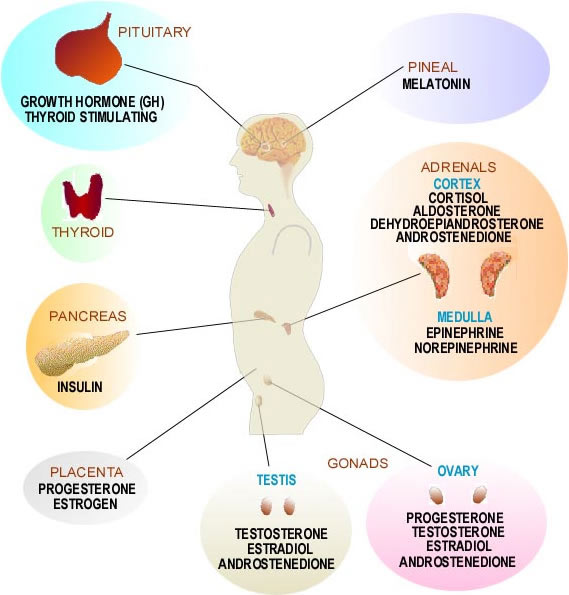 PITUITARY
GROWTH HORMONE (GH)
THYROID STIMULATING
PINEAL
MELATONIN
THYROID
ADRENALS
CORTEX
CORTISOL
ALDOSTERONE
DEHYDROEPIANDROSTERONE
ANDROSTENEDIONE
MEDULLA
EPINEPHRINE
NOREPINEPHRINE
PANCREAS
INSULIN
PLACENTA
PROGESTERONE
ESTROGEN
GONADS
TESTIS
TESTOSTERONE
ESTRADIOL
ANDROSTENEDIONE
OVARY
PROGESTERONE
TESTOSTERONE
ESTRADIOL
ANDROSTENEDIONE